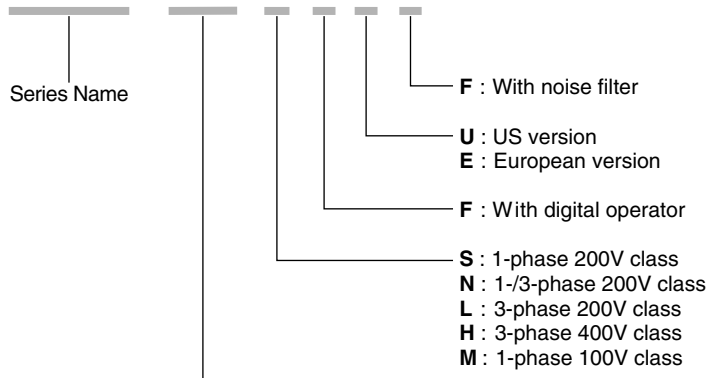 Series Name
F : With noise filter
U : US version
E : European version
F : With digital operator
S : 1-phase 200V class
N : 1-/3-phase 200V class
L : 3-phase 200V class
H : 3-phase 400V class
M : 1-phase 100V class